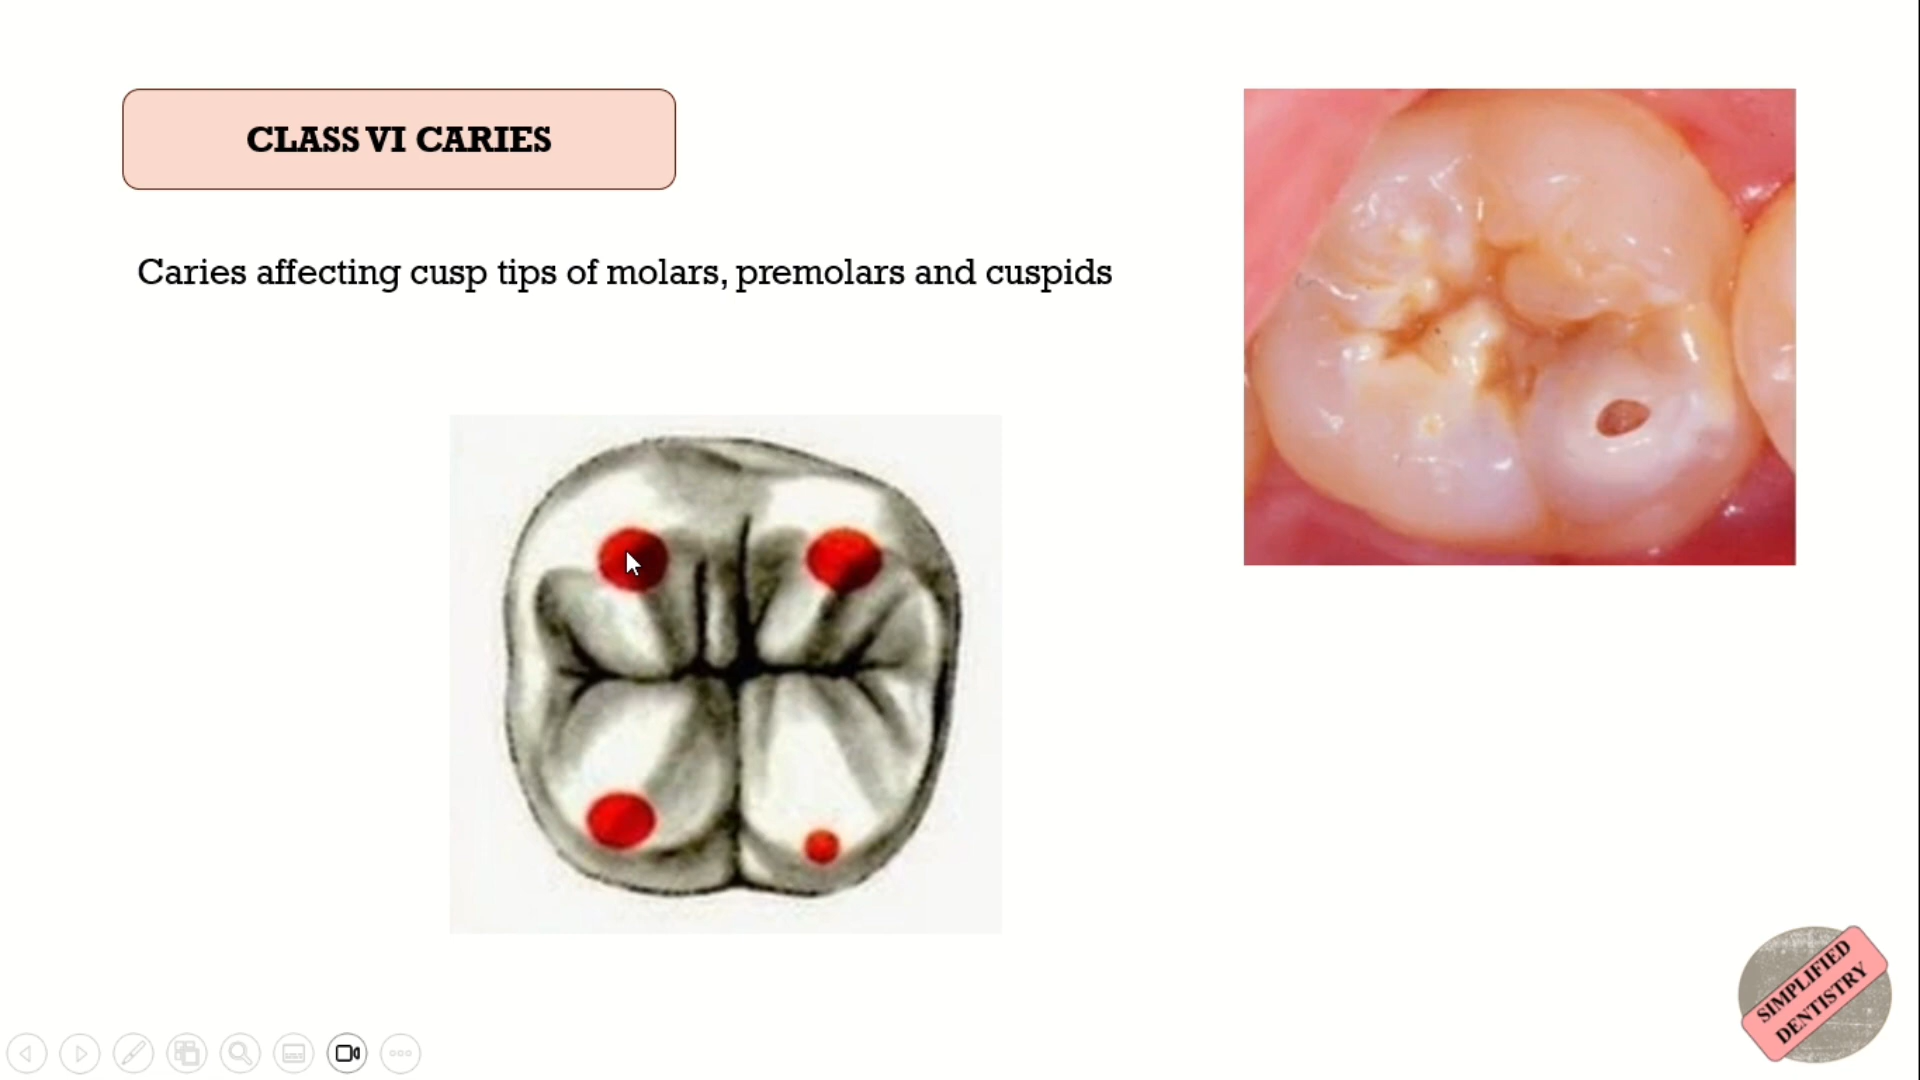 CLASS VI CARIES
Caries affecting cusp tips of molars, premolars and cuspids
SIMPLIFIED
DENTISTRY